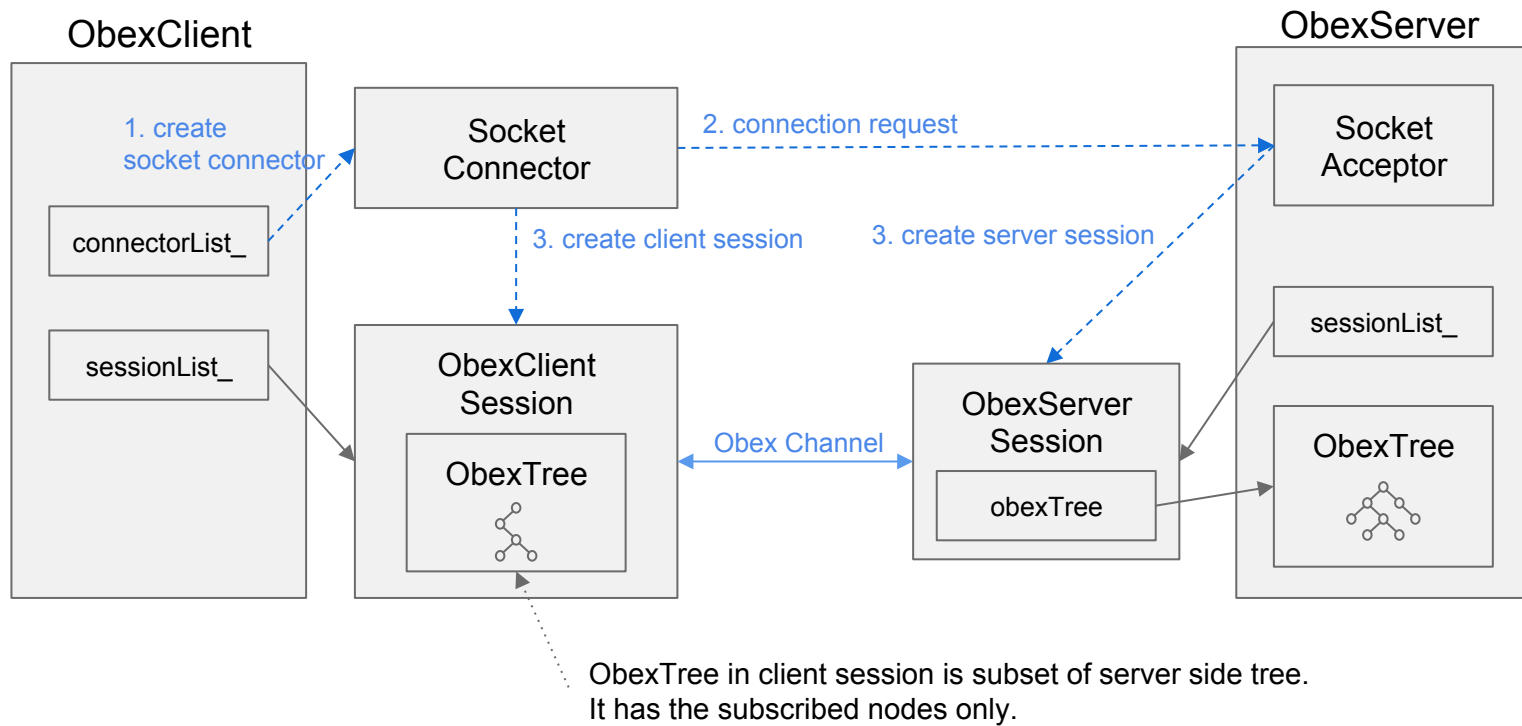 ObexClient
ObexServer
1. create
socket connector
Socket
Connector
2. connection request
Socket
Acceptor
connectorList_
3. create client session
3. create server session
sessionList_
sessionList_
ObexClient
Session
ObexServer
Session
Obex Channel
ObexTree
ObexTree
obexTree
ObexTree in client session is subset of server side tree.
It has the subscribed nodes only.